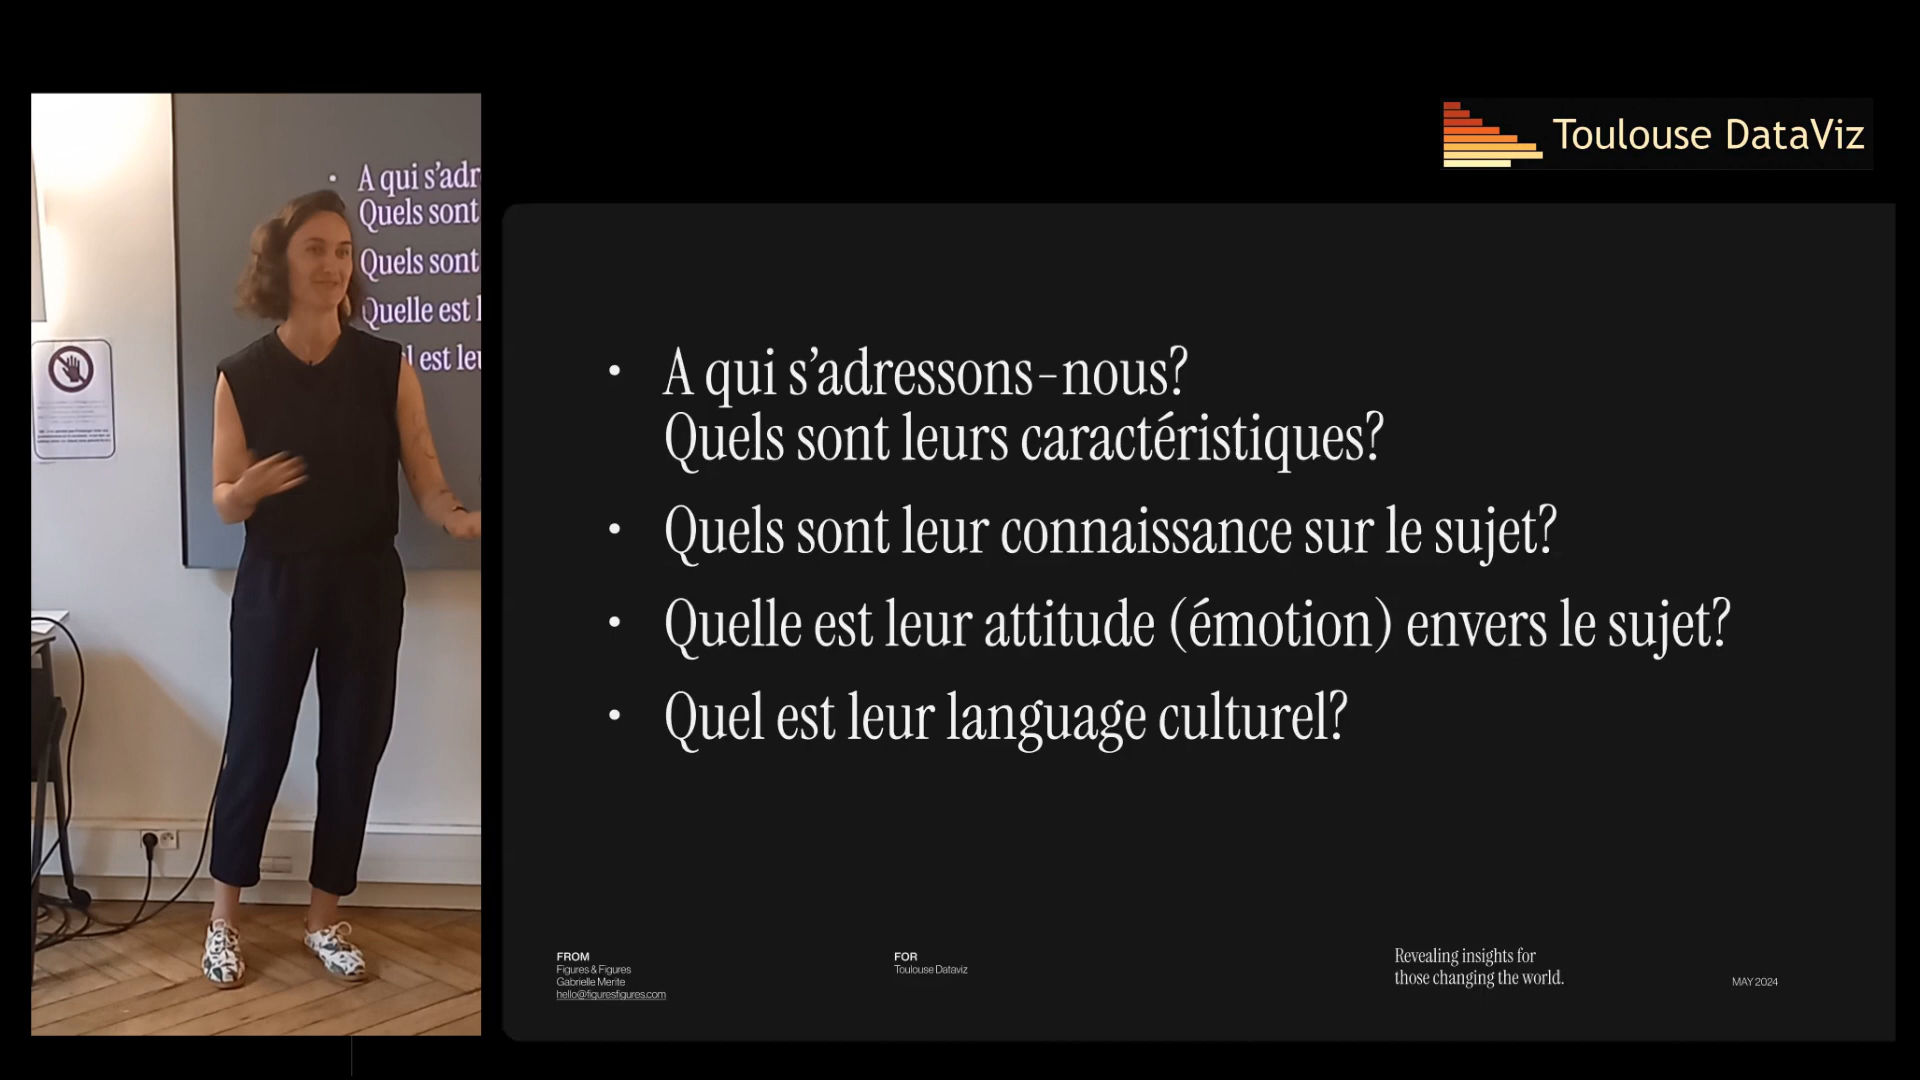 Toulouse DataViz
A qui s'adr
Quels sont
Quels sont
Quelle est l
l est leu
• A qui s’adressons-nous?
Quels sont leurs caractéristiques?
• Quels sont leur connaissance sur le sujet?
• Quelle est leur attitude (émotion) envers le sujet?
• Quel est leur language culturel?
FROM
Figures & Figures
Gabrielle Merite
hello@figuresfigures.com
FOR
Toulouse Dataviz
Revealing insights for
those changing the world.
MAY 2024